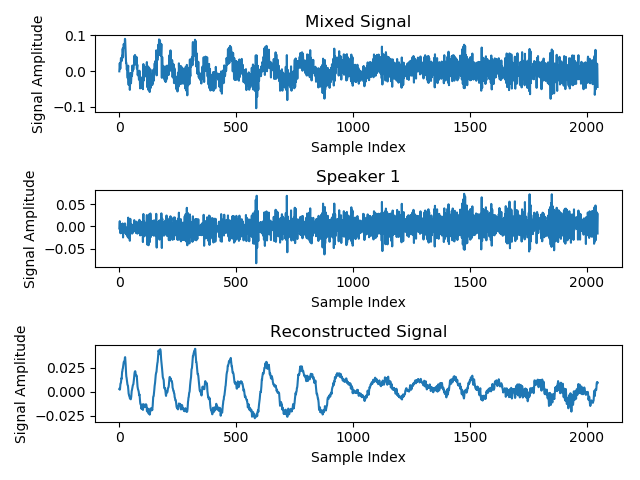 Mixed Signal
Signal Amplitude
0.1
0.0
−0.1
0 500 1000 1500 2000
Sample Index
Speaker 1
Signal Amplitude
0.05
0.00
−0.05
0 500 1000 1500 2000
Sample Index
Reconstructed Signal
Signal Amplitude
0.025
0.000
−0.025
0 500 1000 1500 2000
Sample Index